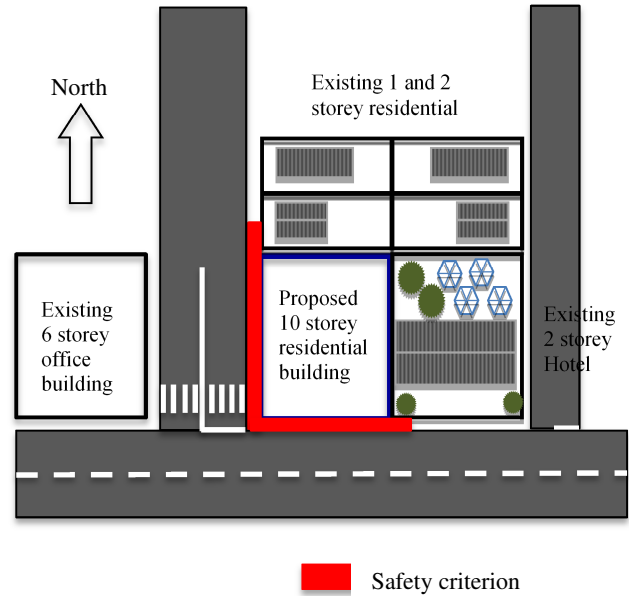 North
Existing 1 and 2
storey residential
Existing
6 storey
office
building
Proposed
10 storey
residential
building
Existing
2 storey
Hotel
Safety criterion